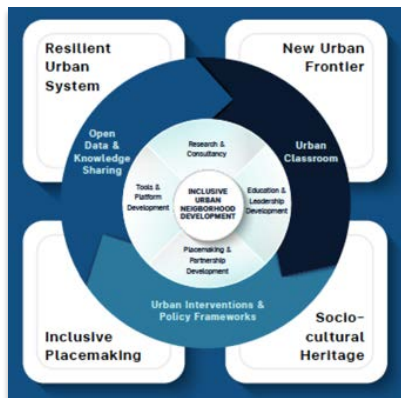 Resilient
Urban
System
New Urban
Frontier
Open
Data &
Knowledge
Sharing
Urban
Classroom
Research &
Consultancy
Tools &
Platform
Development
INCLUSIVE
URBAN
NEIGHBORHOOD
DEVELOPMENT
Education &
Leadership
Development
Placemaking &
Partnership
Development
Urban Interventions &
Policy Frameworks
Inclusive
Placemaking
Socio-
cultural
Heritage